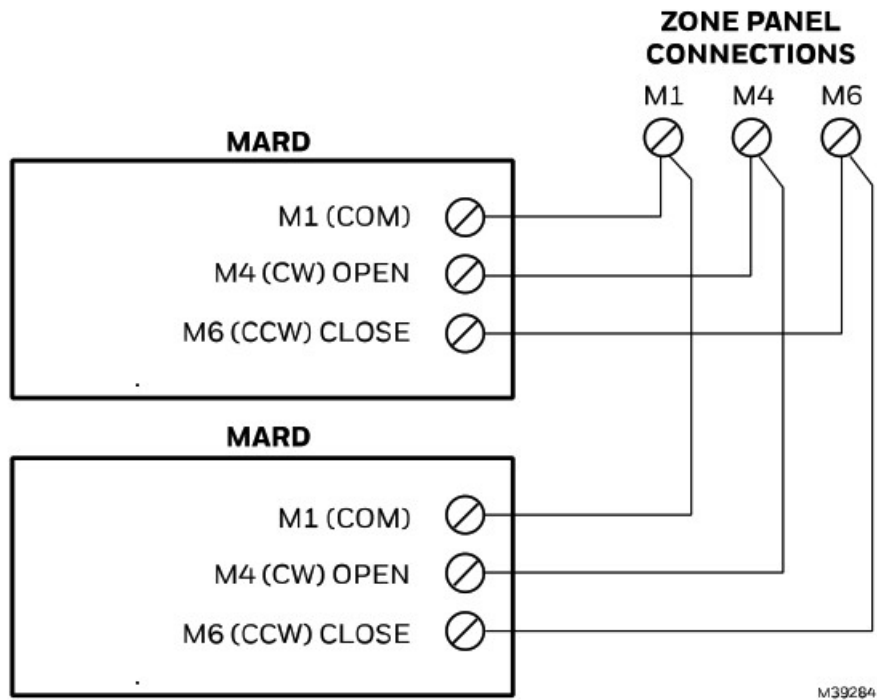 ZONE PANEL
CONNECTIONS
M1 M4 M6
MARD
M1 (COM)
M4 (CW) OPEN
M6 (CCW) CLOSE
MARD
M1 (COM)
M4 (CW) OPEN
M6 (CCW) CLOSE